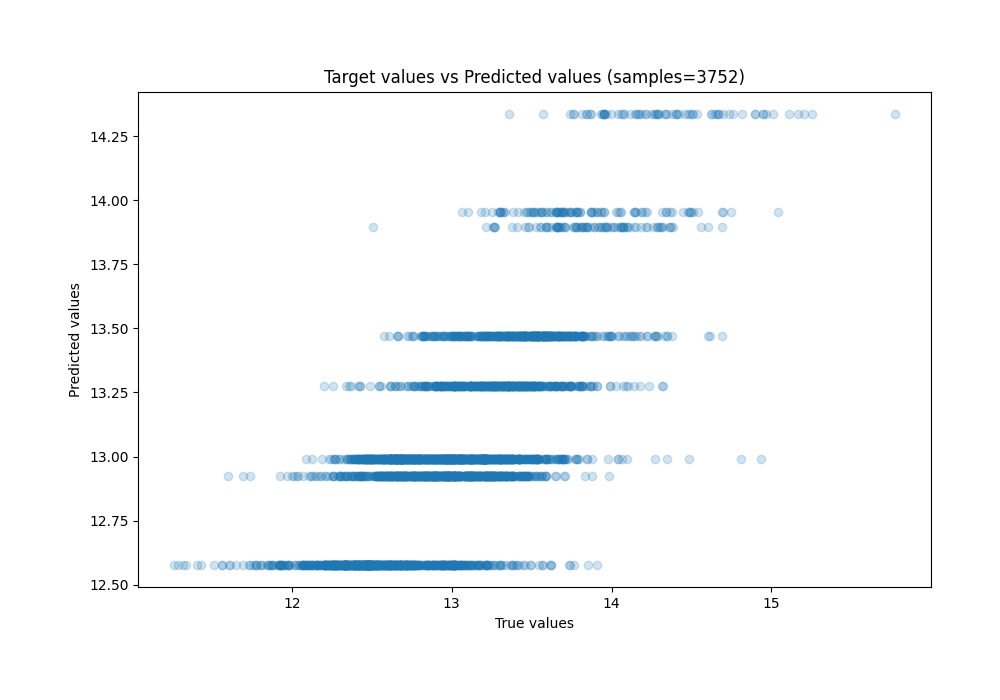 Target values vs Predicted values (samples=3752)
14.25
14.00
13.75
13.50
13.25
13.00
12.75
12.50
Predicted values
12 13 14 15
True values